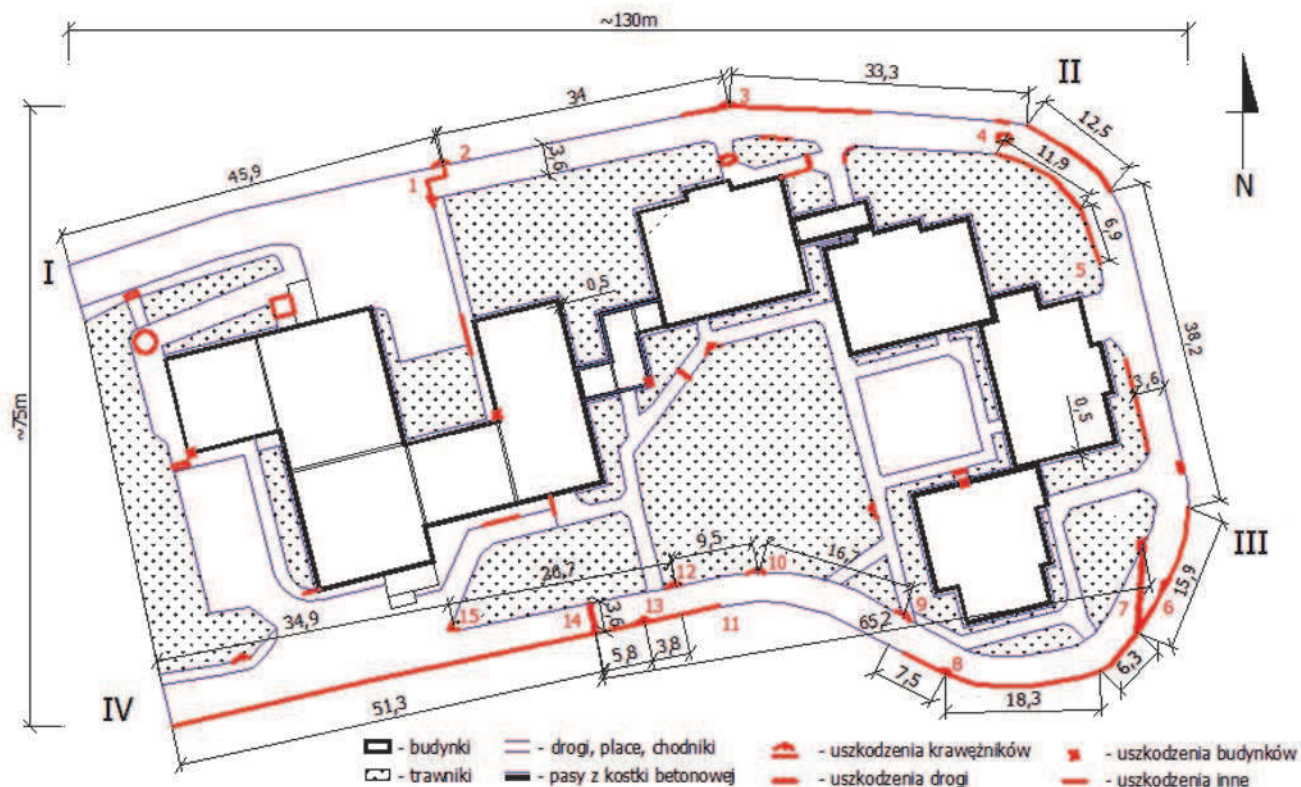 ~130m
33,3
II
34
3
12,5
2
3,6
4
11,9
N
45,9
1
6,9
I
5
0,5
38,2
~75m
3,6
0,5
III
9,5
16,7
12
10
26,7
15,9
34,9
15
3,6
13
9
7
6
14
11
65,2
5,8
3,8
8
6,3
IV
51,3
7,5
18,3
- budynki
- drogi, place, chodniki
- uszkodzenia krawężników
- uszkodzenia budynków
- trawniki
- pasy z kostki betonowej
- uszkodzenia drogi
- uszkodzenia inne